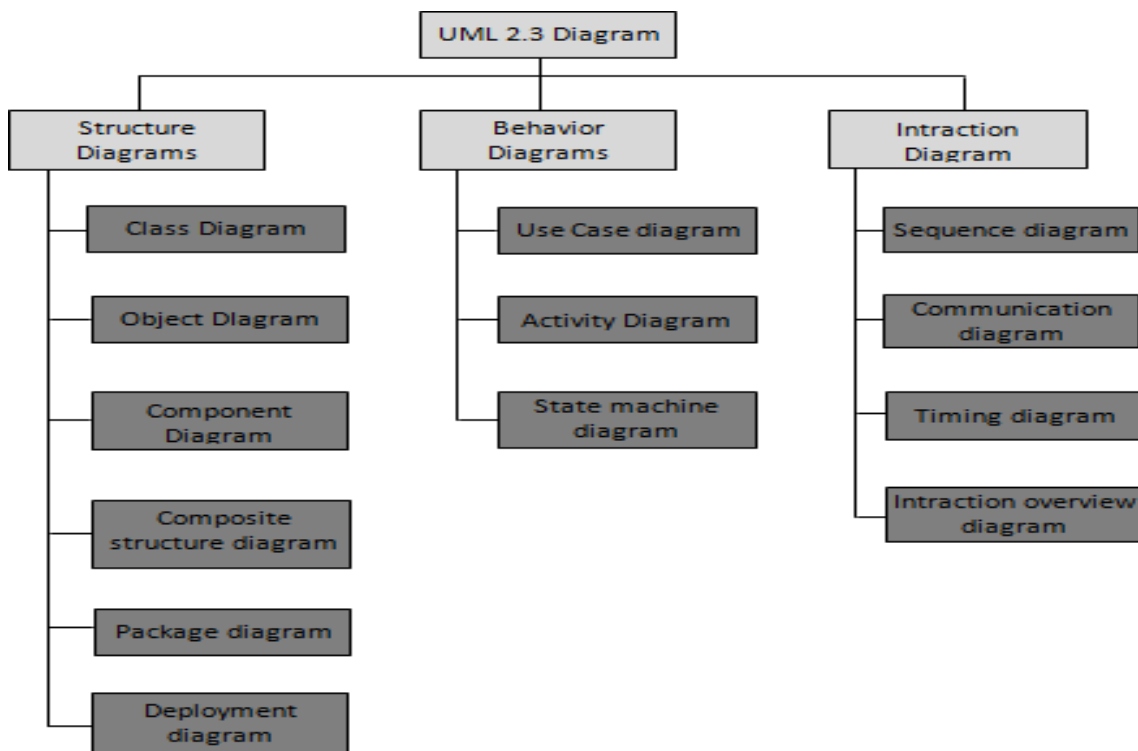 UML 2.3 Diagram
Structure
Diagrams
Behavior
Diagrams
Intraction
Diagram
Class Diagram
Object DIagram
Component
Diagram
Composite
structure diagram
Package diagram
Deployment
diagram
Use Case diagram
Activity Diagram
State machine
diagram
Sequence diagram
Communication
diagram
Timing diagram
Intraction overview
diagram